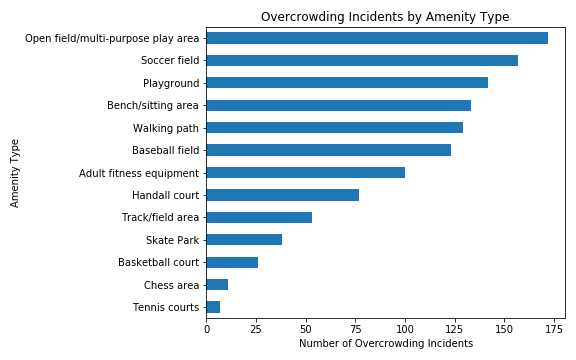 Overcrowding Incidents by Amenity Type
Open field/multi-purpose play area
Soccer field
Playground
Bench/sitting area
Walking path
Baseball field
Adult fitness equipment
Handall court
Track/field area
Skate Park
Basketball court
Chess area
Tennis courts
Amenity Type
0 25 50 75 100 125 150 175
Number of Overcrowding Incidents